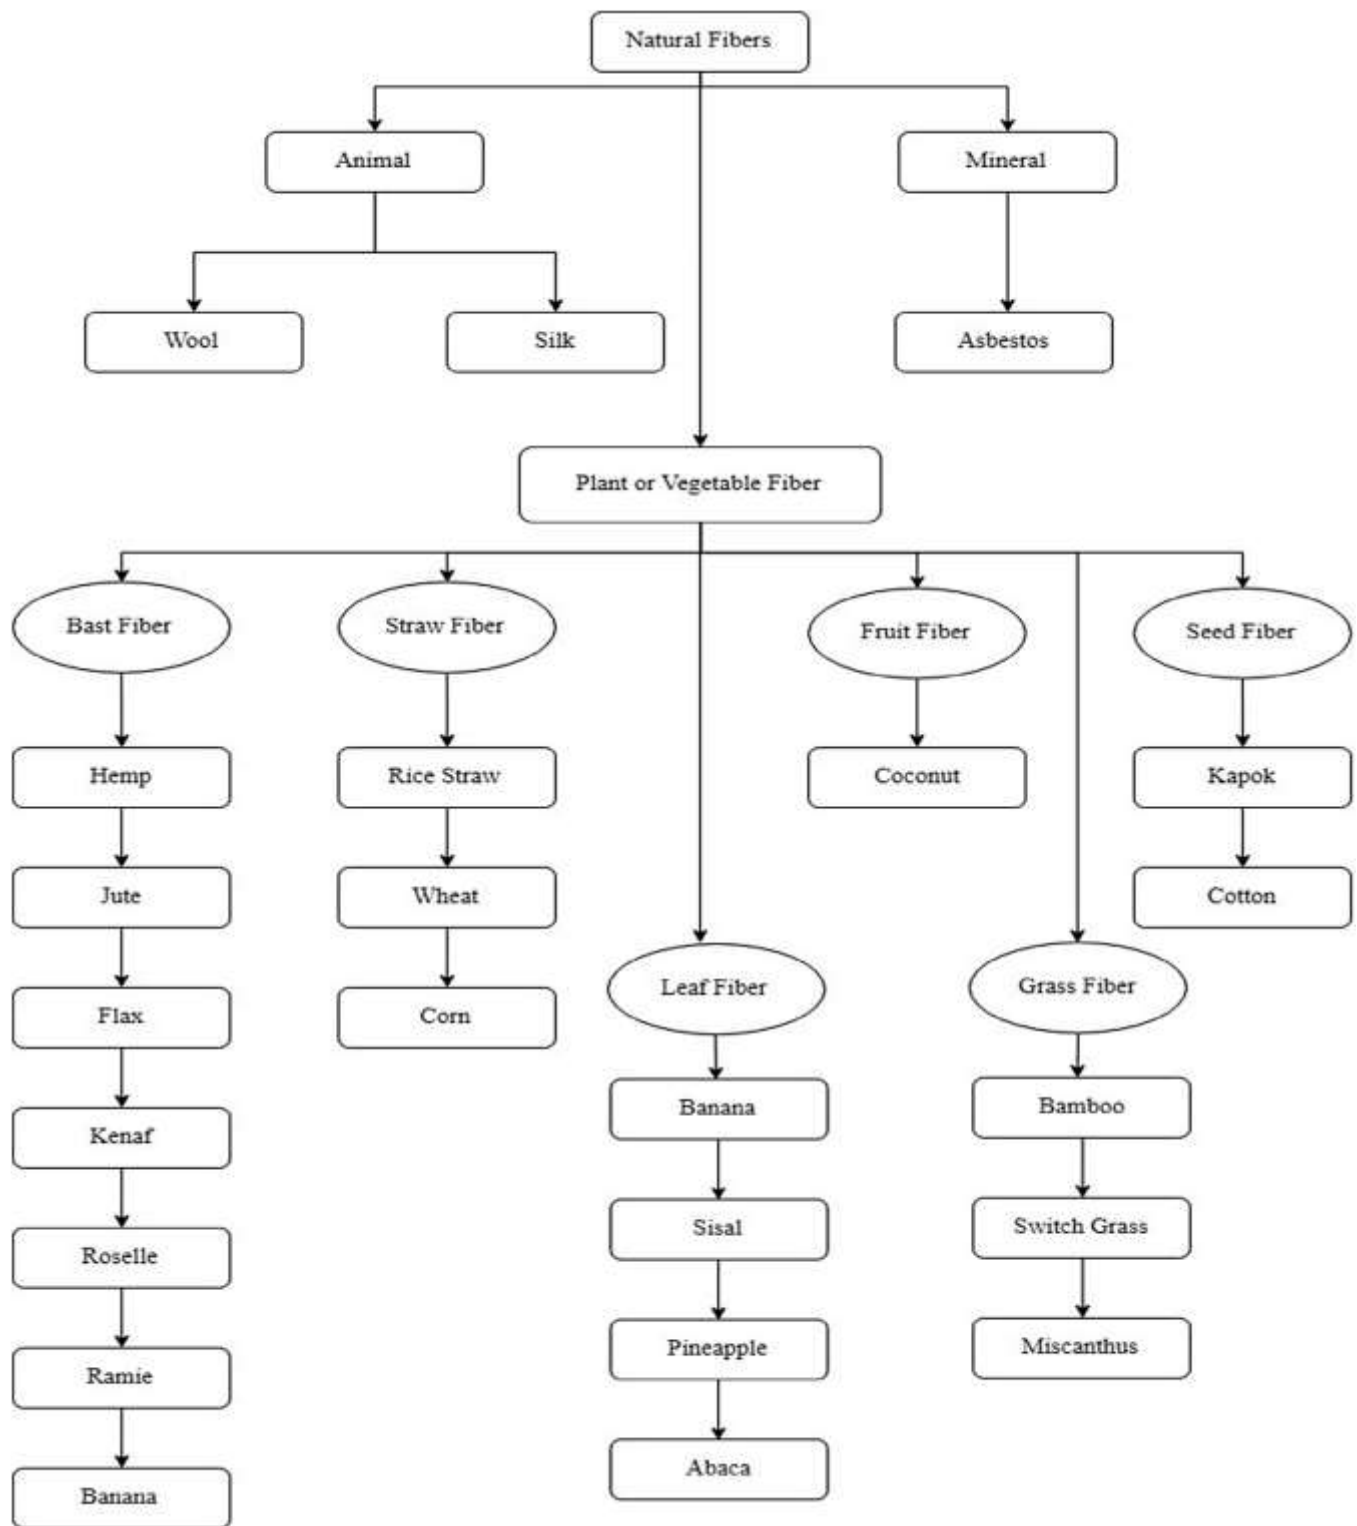 Natural Fibers
Animal
Mineral
Wool
Silk
Asbestos
Plant or Vegetable Fiber
Bast Fiber
Straw Fiber
Fruit Fiber
Seed Fiber
Hemp
Rice Straw
Coconut
Kapok
Jute
Wheat
Cotton
Flax
Corn
Leaf Fiber
Grass Fiber
Kenaf
Banana
Bamboo
Roselle
Sisal
Switch Grass
Ramie
Pineapple
Miscanthus
Banana
Abaca